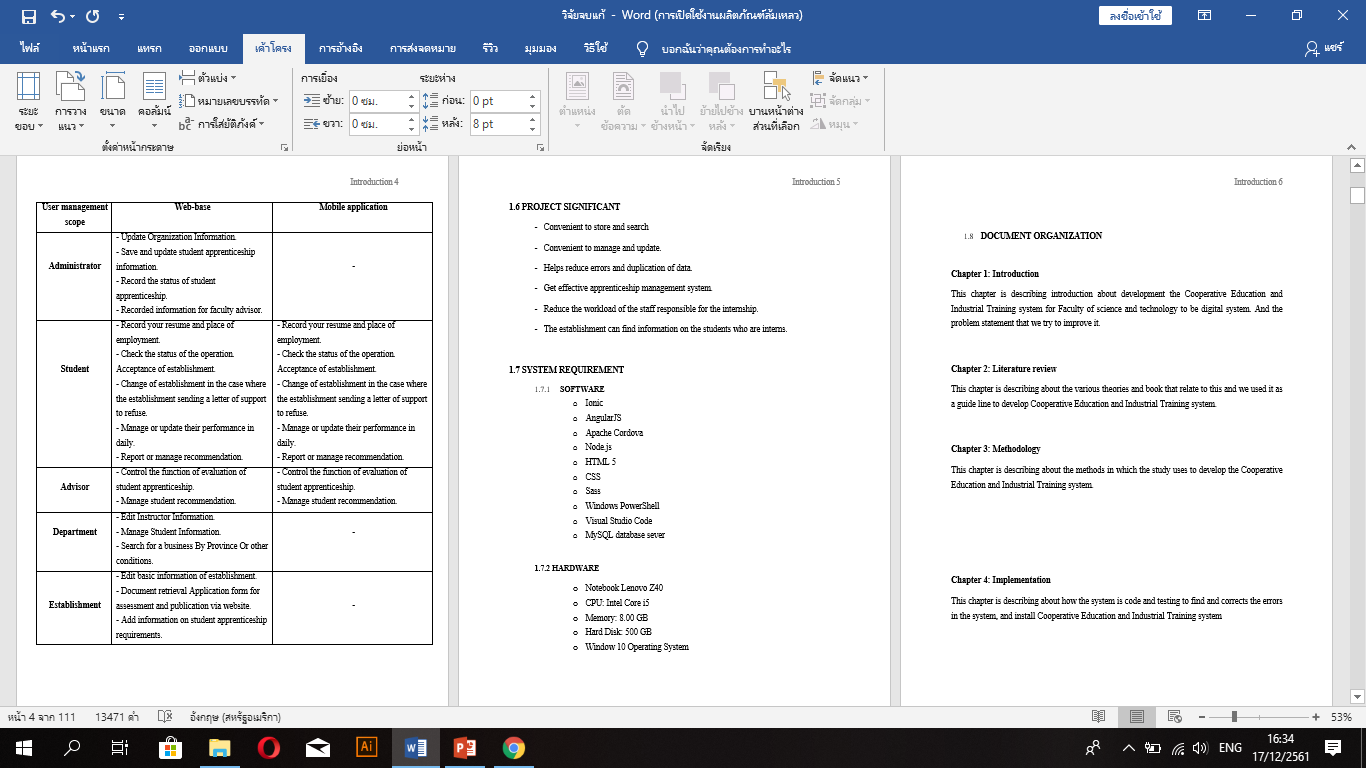 วิจัยจบแก้ - Word (การเปิดใช้งานผลิตภัณฑ์ล้มเหลว)
ลงชื่อเข้าใช้
ไฟล์ หน้าแรก แทรก ออกแบบ เค้าโครง การอ้างอิง การส่งจดหมาย รีวิว มุมมอง วิธีใช้ บอกฉันว่าคุณต้องการทำอะไร แชร์
ระยะขอบ
การวางแนว
ขนาด
คอลัมน์
ตัวแบ่ง
หมายเลขบรรทัด
การใส่ยัติภังค์
ตั้งค่าหน้ากระดาษ
การเยื้อง
ซ้าย: 0 ซม.
ขวา: 0 ซม.
ระยะห่าง
ก่อน: 0 pt
หลัง: 8 pt
ย่อหน้า
ตำแหน่ง
ตัดข้อความ
นำไปข้างหน้า
ย้ายไปข้างหลัง
บานหน้าต่างส่วนที่เลือก
จัดแนว
จัดกลุ่ม
หมุน
จัดเรียง
Introduction 4
User management scope
Web-base
Mobile application
Administrator
- Update Organization Information.
- Save and update student apprenticeship
information.
- Record the status of student
apprenticeship.
- Recorded information for faculty advisor.
-
Student
- Record your resume and place of
employment.
- Check the status of the operation.
Acceptance of establishment.
- Change of establishment in the case where
the establishment sending a letter of support
to refuse.
- Manage or update their performance in
daily.
- Report or manage recommendation.
- Record your resume and place of
employment.
- Check the status of the operation.
Acceptance of establishment.
- Change of establishment in the case where
the establishment sending a letter of support
to refuse.
- Manage or update their performance in
daily.
- Report or manage recommendation.
Advisor
- Control the function of evaluation of
student apprenticeship.
- Manage student recommendation.
- Control the function of evaluation of
student apprenticeship.
- Manage student recommendation.
Department
- Edit Instructor Information.
- Manage Student Information.
- Search for a business By Province Or other
conditions.
-
Establishment
- Edit basic information of establishment.
- Document retrieval Application form for
assessment and publication via website.
- Add information on student apprenticeship
requirements.
-
Introduction 5
1.6 PROJECT SIGNIFICANT
- Convenient to store and search
- Convenient to manage and update.
- Helps reduce errors and duplication of data.
- Get effective apprenticeship management system.
- Reduce the workload of the staff responsible for the internship.
- The establishment can find information on the students who are interns.
1.7 SYSTEM REQUIREMENT
1.7.1 SOFTWARE
o Ionic
o AngularJS
o Apache Cordova
o Node.js
o HTML 5
o CSS
o Sass
o Windows PowerShell
o Visual Studio Code
o MySQL database sever
1.7.2 HARDWARE
o Notebook Lenovo Z40
o CPU: Intel Core i5
o Memory: 8.00 GB
o Hard Disk: 500 GB
o Window 10 Operating System
Introduction 6
1.8 DOCUMENT ORGANIZATION
Chapter 1: Introduction
This chapter is describing introduction about development the Cooperative Education and
Industrial Training system for Faculty of science and technology to be digital system. And the
problem statement that we try to improve it.
Chapter 2: Literature review
This chapter is describing about the various theories and book that relate to this and we used it as
a guide line to develop Cooperative Education and Industrial Training system.
Chapter 3: Methodology
This chapter is describing about the methods in which the study uses to develop the Cooperative
Education and Industrial Training system.
Chapter 4: Implementation
This chapter is describing about how the system is code and testing to find and corrects the errors
in the system, and install Cooperative Education and Industrial Training system
หน้า 4 จาก 111 13471 คำ อังกฤษ (สหรัฐอเมริกา) 53%
Ai
ENG
16:34
17/12/2561